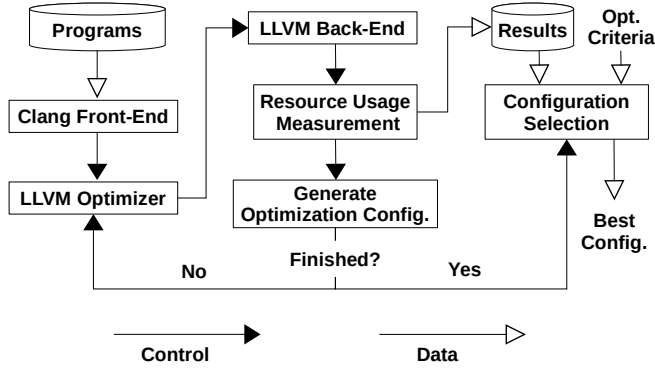 Programs
Clang Front-End
LLVM Optimizer
LLVM Back-End
Resource Usage
Measurement
Generate
Optimization Config.
Finished?
No
Yes
Results
Opt.
Criteria
Configuration
Selection
Best
Config.
Control
Data